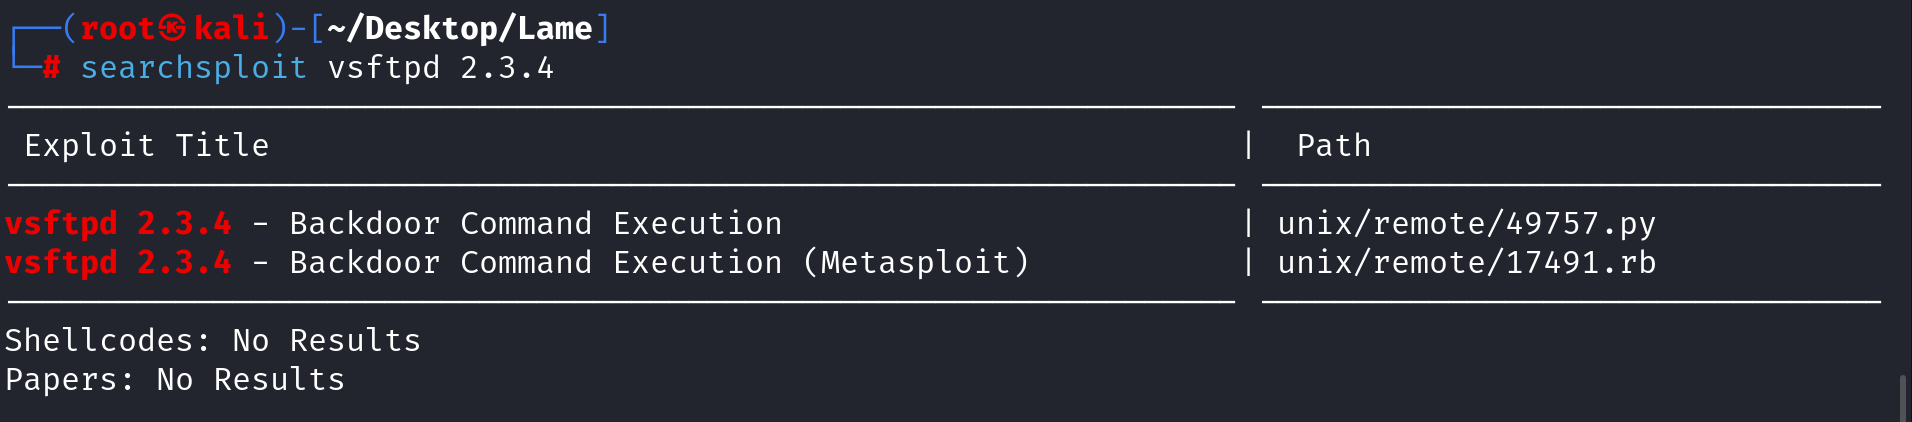 ┌──(root㉿kali)-[~/Desktop/Lame]
└─# searchsploit vsftpd 2.3.4
Exploit Title | Path
vsftpd 2.3.4 - Backdoor Command Execution | unix/remote/49757.py
vsftpd 2.3.4 - Backdoor Command Execution (Metasploit) | unix/remote/17491.rb
Shellcodes: No Results
Papers: No Results